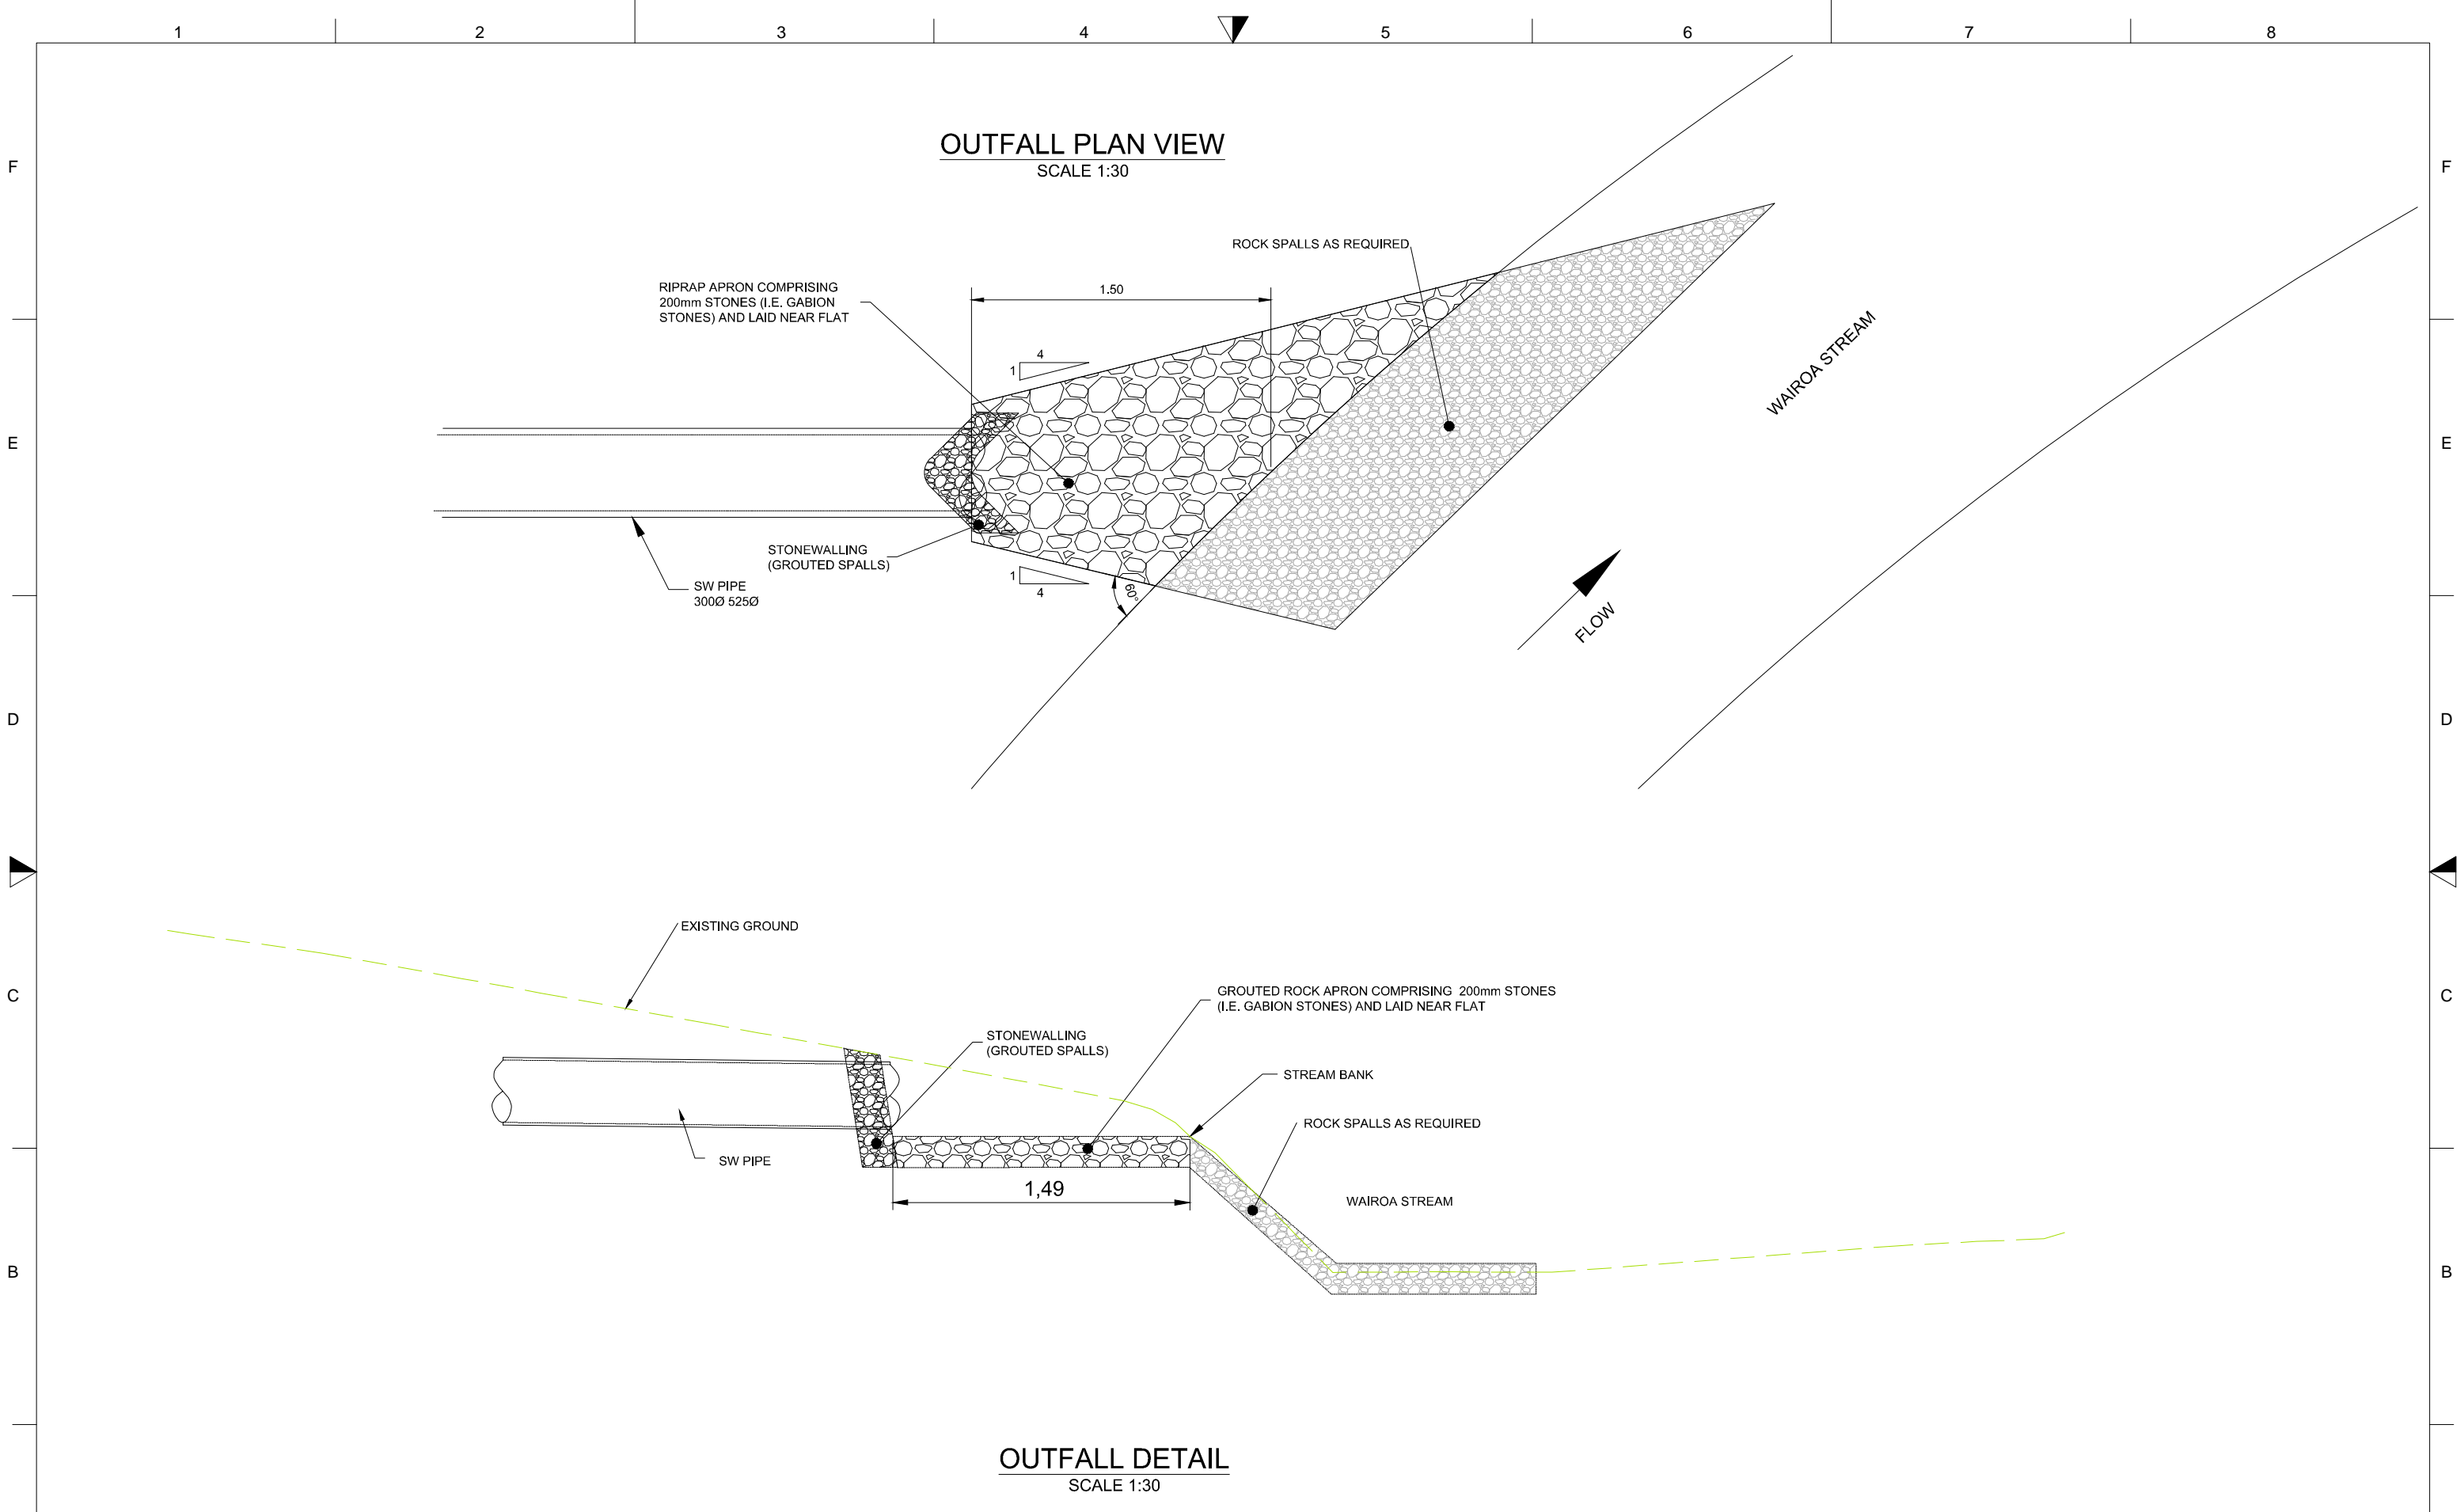 1 2 3 4 5 6 7 8
OUTFALL PLAN VIEW
SCALE 1:30
F F
ROCK SPALLS AS REQUIRED
RIPRAP APRON COMPRISING
200mm STONES (I.E. GABION
STONES) AND LAID NEAR FLAT
1.50
4
1
WAIROA STREAM
E E
STONEWALLING
(GROUTED SPALLS)
1
4
60°
SW PIPE
300Ø 525Ø
FLOW
D D
EXISTING GROUND
C C
GROUTED ROCK APRON COMPRISING 200mm STONES
(I.E. GABION STONES) AND LAID NEAR FLAT
STONEWALLING
(GROUTED SPALLS)
STREAM BANK
ROCK SPALLS AS REQUIRED
SW PIPE
1,49
WAIROA STREAM
B B
OUTFALL DETAIL
SCALE 1:30